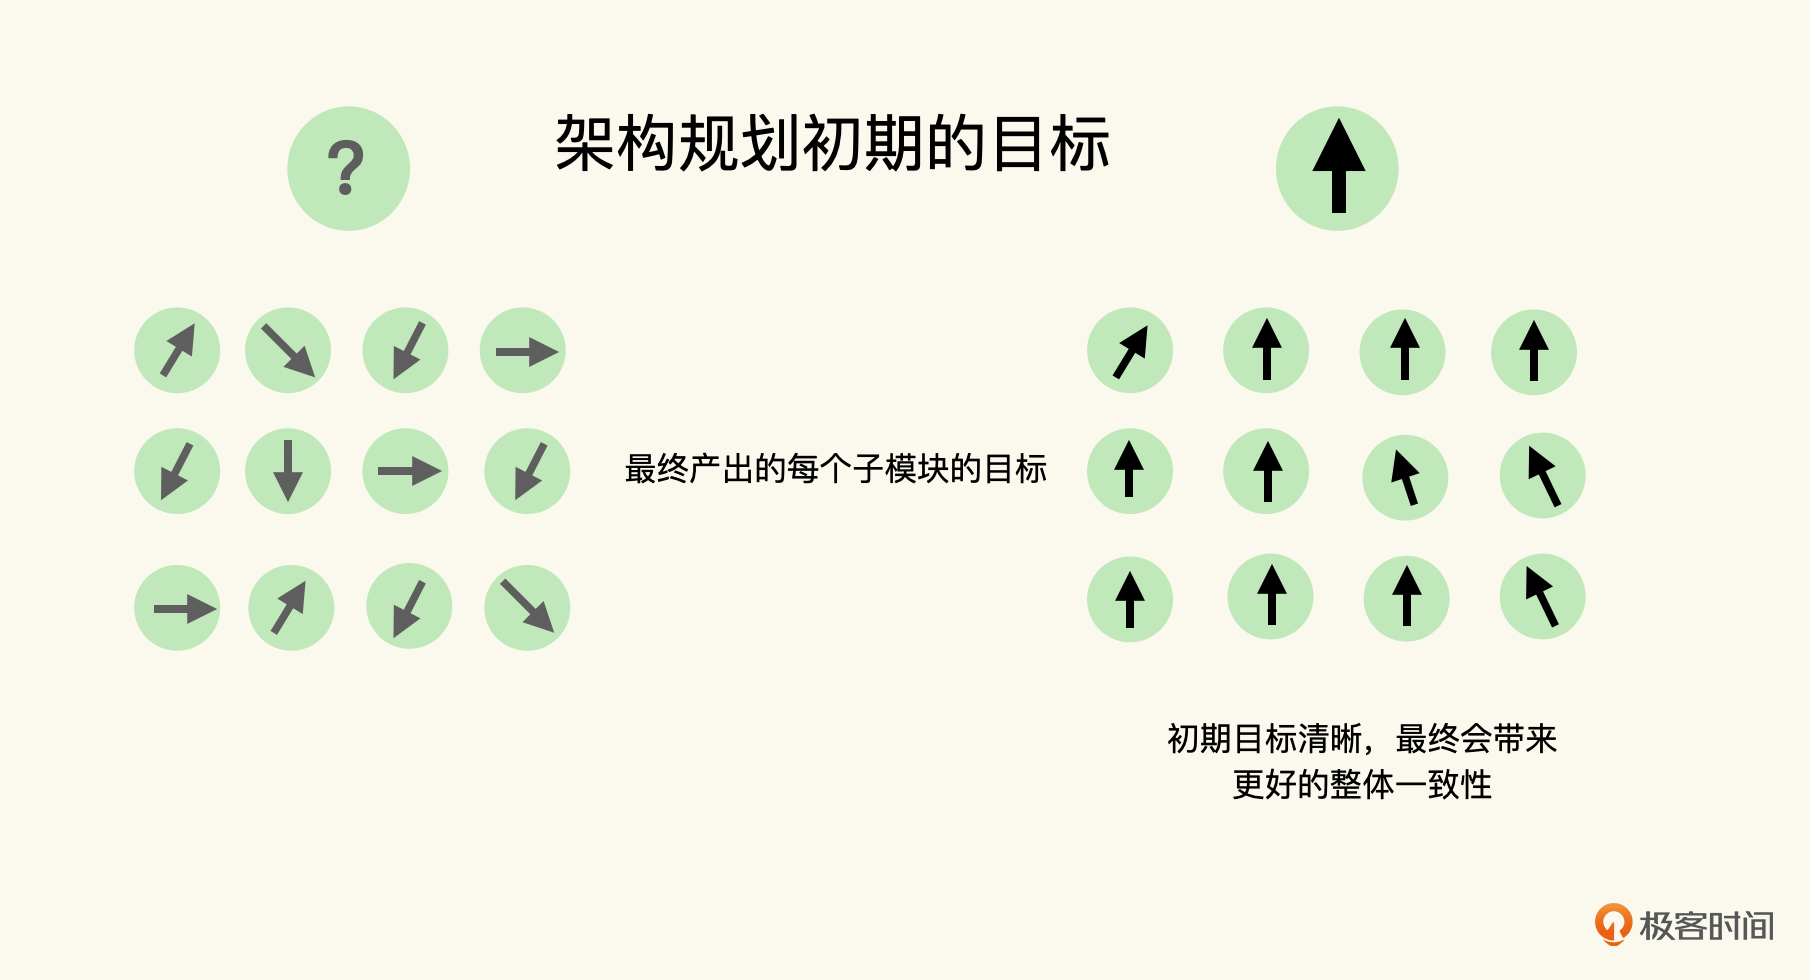 ?
架构规划初期的目标
最终产出的每个子模块的目标
初期目标清晰，最终会带来
更好的整体一致性
极客时间